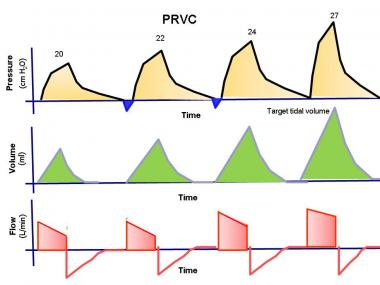 PRVC
20
22
24
27
Pressure
(cm H₂O)
Time
Target tidal volume
Volume
(ml)
Time
Flow
(L/min)
Time